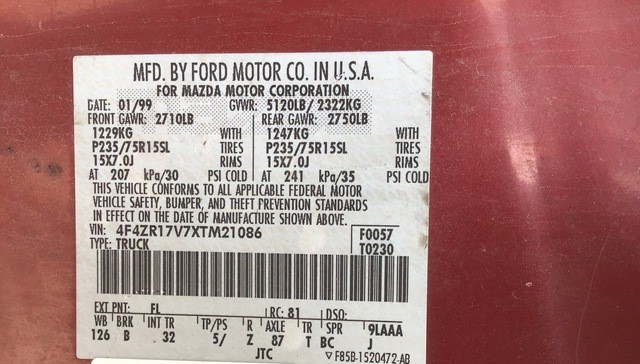 MFD. BY FORD MOTOR CO. IN U.S.A.
FOR MAZDA MOTOR CORPORATION
DATE: 01/99 GVWR: 5120LB/ 2322KG
FRONT GAWR: 2710LB REAR GAWR: 2750LB
1229KG WITH 1247KG WITH
P235/75R15SL TIRES P235/75R15SL TIRES
15X7.0J RIMS 15X7.0J RIMS
AT 207 kPa/30 PSI COLD AT 241 kPa/35 PSI COLD
THIS VEHICLE CONFORMS TO ALL APPLICABLE FEDERAL MOTOR
VEHICLE SAFETY, BUMPER, AND THEFT PREVENTION STANDARDS
IN EFFECT ON THE DATE OF MANUFACTURE SHOWN ABOVE.
VIN: 4F4ZR17V7XTM21086 F0057
TYPE: TRUCK T0230
EXT PNT: FL RC: 81 DSO:
WB BRK INT TR TP/PS R AXLE TR SPR 9LAAA
126 B 32 5/ Z 87 T BC J
JTC F85B-1520472-AB